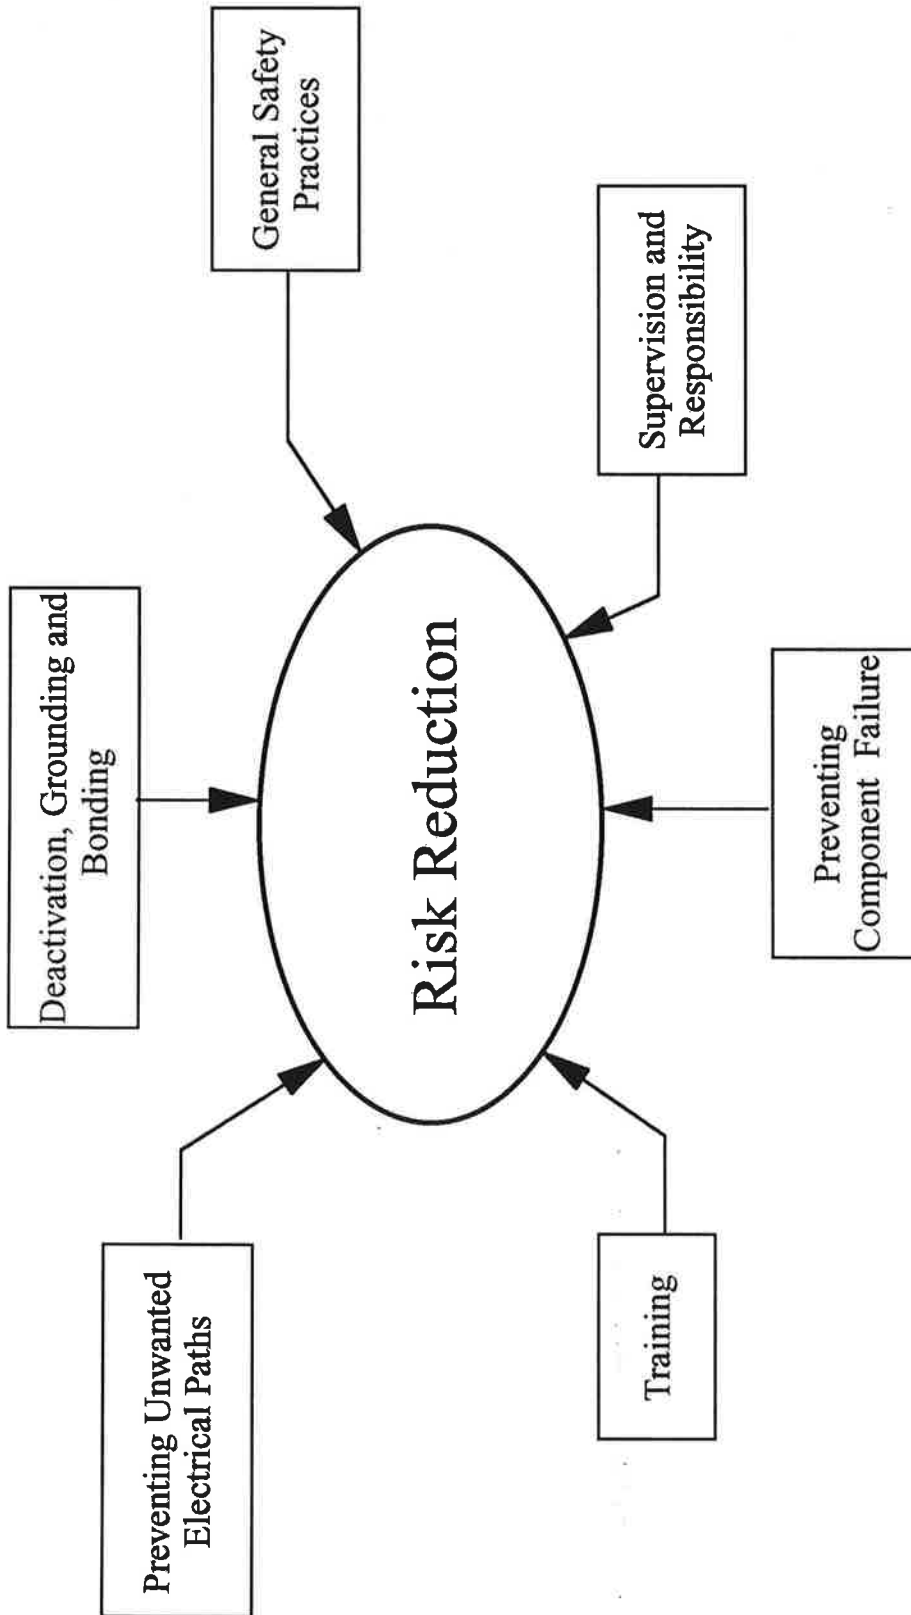 Preventing Unwanted
Electrical Paths
Deactivation, Grounding and
Bonding
General Safety
Practices
Risk Reduction
Training
Preventing
Component Failure
Supervision and
Responsibility